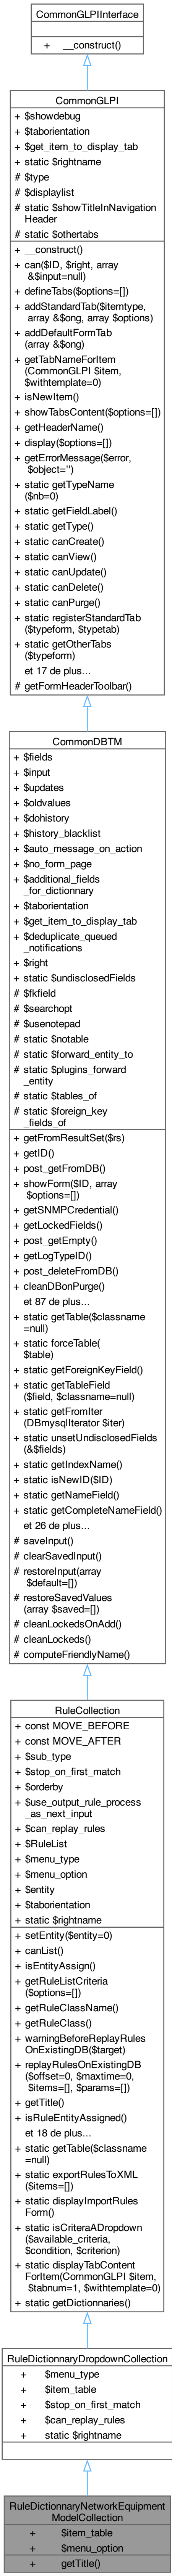 CommonGLPIInterface
+ __construct()
CommonGLPI
+ $showdebug
+ $taborientation
+ $get_item_to_display_tab
+ static $rightname
# $type
# $displaylist
# static $showTitleInNavigation
Header
# static $othertabs
+ __construct()
+ can($ID, $right, array
&$input=null)
+ defineTabs($options=[])
+ addStandardTab($itemtype,
array &$ong, array $options)
+ addDefaultFormTab
(array &$ong)
+ getTabNameForItem
(CommonGLPI $item,
$withtemplate=0)
+ isNewItem()
+ showTabsContent($options=[])
+ getHeaderName()
+ display($options=[])
+ getErrorMessage($error,
$object='')
+ static getTypeName
($nb=0)
+ static getFieldLabel()
+ static getType()
+ static canCreate()
+ static canView()
+ static canUpdate()
+ static canDelete()
+ static canPurge()
+ static registerStandardTab
($typeform, $typetab)
+ static getOtherTabs
($typeform)
et 17 de plus...
# getFormHeaderToolbar()
CommonDBTM
+ $fields
+ $input
+ $updates
+ $oldvalues
+ $dohistory
+ $history_blacklist
+ $auto_message_on_action
+ $no_form_page
+ $additional_fields
_for_dictionnary
+ $taborientation
+ $get_item_to_display_tab
+ $deduplicate_queued
_notifications
+ $right
+ static $undisclosedFields
# $fkfield
# $searchopt
# $usenotepad
# static $notable
# static $forward_entity_to
# static $plugins_forward
_entity
# static $tables_of
# static $foreign_key
_fields_of
+ getFromResultSet($rs)
+ getID()
+ post_getFromDB()
+ showForm($ID, array
$options=[])
+ getSNMPCredential()
+ getLockedFields()
+ post_getEmpty()
+ getLogTypeID()
+ post_deleteFromDB()
+ cleanDBonPurge()
et 87 de plus...
+ static getTable($classname
=null)
+ static forceTable(
$table)
+ static getForeignKeyField()
+ static getTableField
($field, $classname=null)
+ static getFromIter
(DBmysqlIterator $iter)
+ static unsetUndisclosedFields
(&$fields)
+ static getIndexName()
+ static isNewID($ID)
+ static getNameField()
+ static getCompleteNameField()
et 26 de plus...
# saveInput()
# clearSavedInput()
# restoreInput(array
$default=[])
# restoreSavedValues
(array $saved=[])
# cleanLockedsOnAdd()
# cleanLockeds()
# computeFriendlyName()
RuleCollection
+ const MOVE_BEFORE
+ const MOVE_AFTER
+ $sub_type
+ $stop_on_first_match
+ $orderby
+ $use_output_rule_process
_as_next_input
+ $can_replay_rules
+ $RuleList
+ $menu_type
+ $menu_option
+ $entity
+ $taborientation
+ static $rightname
+ setEntity($entity=0)
+ canList()
+ isEntityAssign()
+ getRuleListCriteria
($options=[])
+ getRuleClassName()
+ getRuleClass()
+ warningBeforeReplayRules
OnExistingDB($target)
+ replayRulesOnExistingDB
($offset=0, $maxtime=0,
$items=[], $params=[])
+ getTitle()
+ isRuleEntityAssigned()
et 18 de plus...
+ static getTable($classname
=null)
+ static exportRulesToXML
($items=[])
+ static displayImportRules
Form()
+ static isCriteraADropdown
($available_criteria,
$condition, $criterion)
+ static displayTabContent
ForItem(CommonGLPI $item,
$tabnum=1, $withtemplate=0)
+ static getDictionnaries()
RuleDictionnaryDropdownCollection
+ $menu_type
+ $item_table
+ $stop_on_first_match
+ $can_replay_rules
+ static $rightname
RuleDictionnaryNetworkEquipment
ModelCollection
+ $item_table
+ $menu_option
+ getTitle()